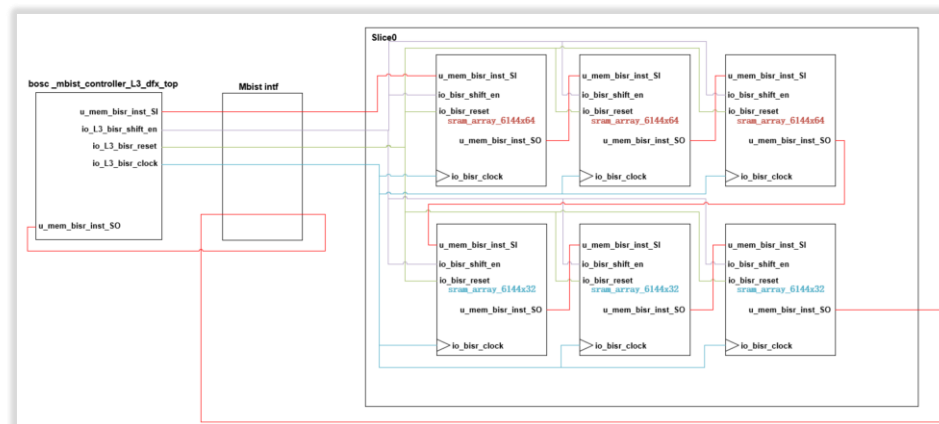 Slice0
bosc _mbist_controller_L3_dfx_top
Mbist intf
u_mem_bisr_inst_SI
io_L3_bisr_shift_en
io_L3_bisr_reset
io_L3_bisr_clock
u_mem_bisr_inst_SO
u_mem_bisr_inst_SI
io_bisr_shift_en
io_bisr_reset
sram_array_6144x64
u_mem_bisr_inst_SO
io_bisr_clock
u_mem_bisr_inst_SI
io_bisr_shift_en
io_bisr_reset
sram_array_6144x64
u_mem_bisr_inst_SO
io_bisr_clock
u_mem_bisr_inst_SI
io_bisr_shift_en
io_bisr_reset
sram_array_6144x64
u_mem_bisr_inst_SO
io_bisr_clock
u_mem_bisr_inst_SI
io_bisr_shift_en
io_bisr_reset
sram_array_6144x32
u_mem_bisr_inst_SO
io_bisr_clock
u_mem_bisr_inst_SI
io_bisr_shift_en
io_bisr_reset
sram_array_6144x32
u_mem_bisr_inst_SO
io_bisr_clock
u_mem_bisr_inst_SI
io_bisr_shift_en
io_bisr_reset
sram_array_6144x32
u_mem_bisr_inst_SO
io_bisr_clock